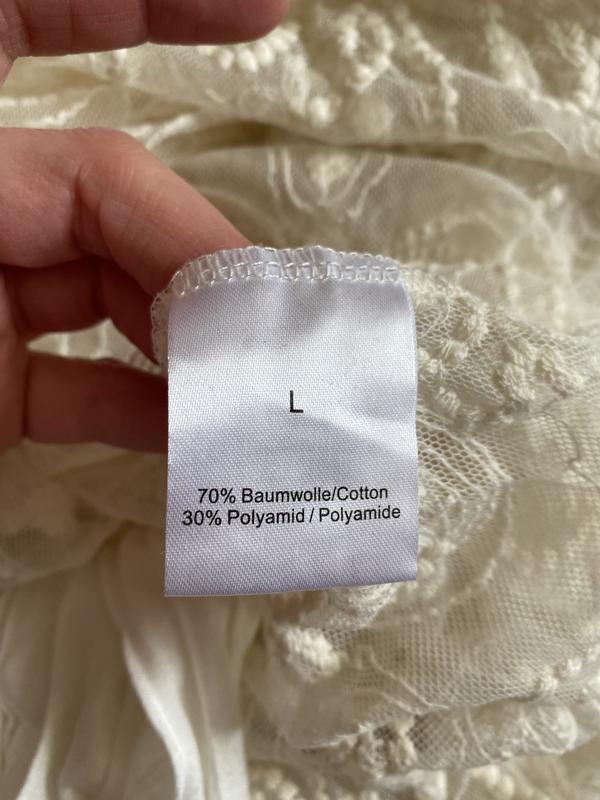 L
70% Baumwolle/Cotton
30% Polyamid / Polyamide